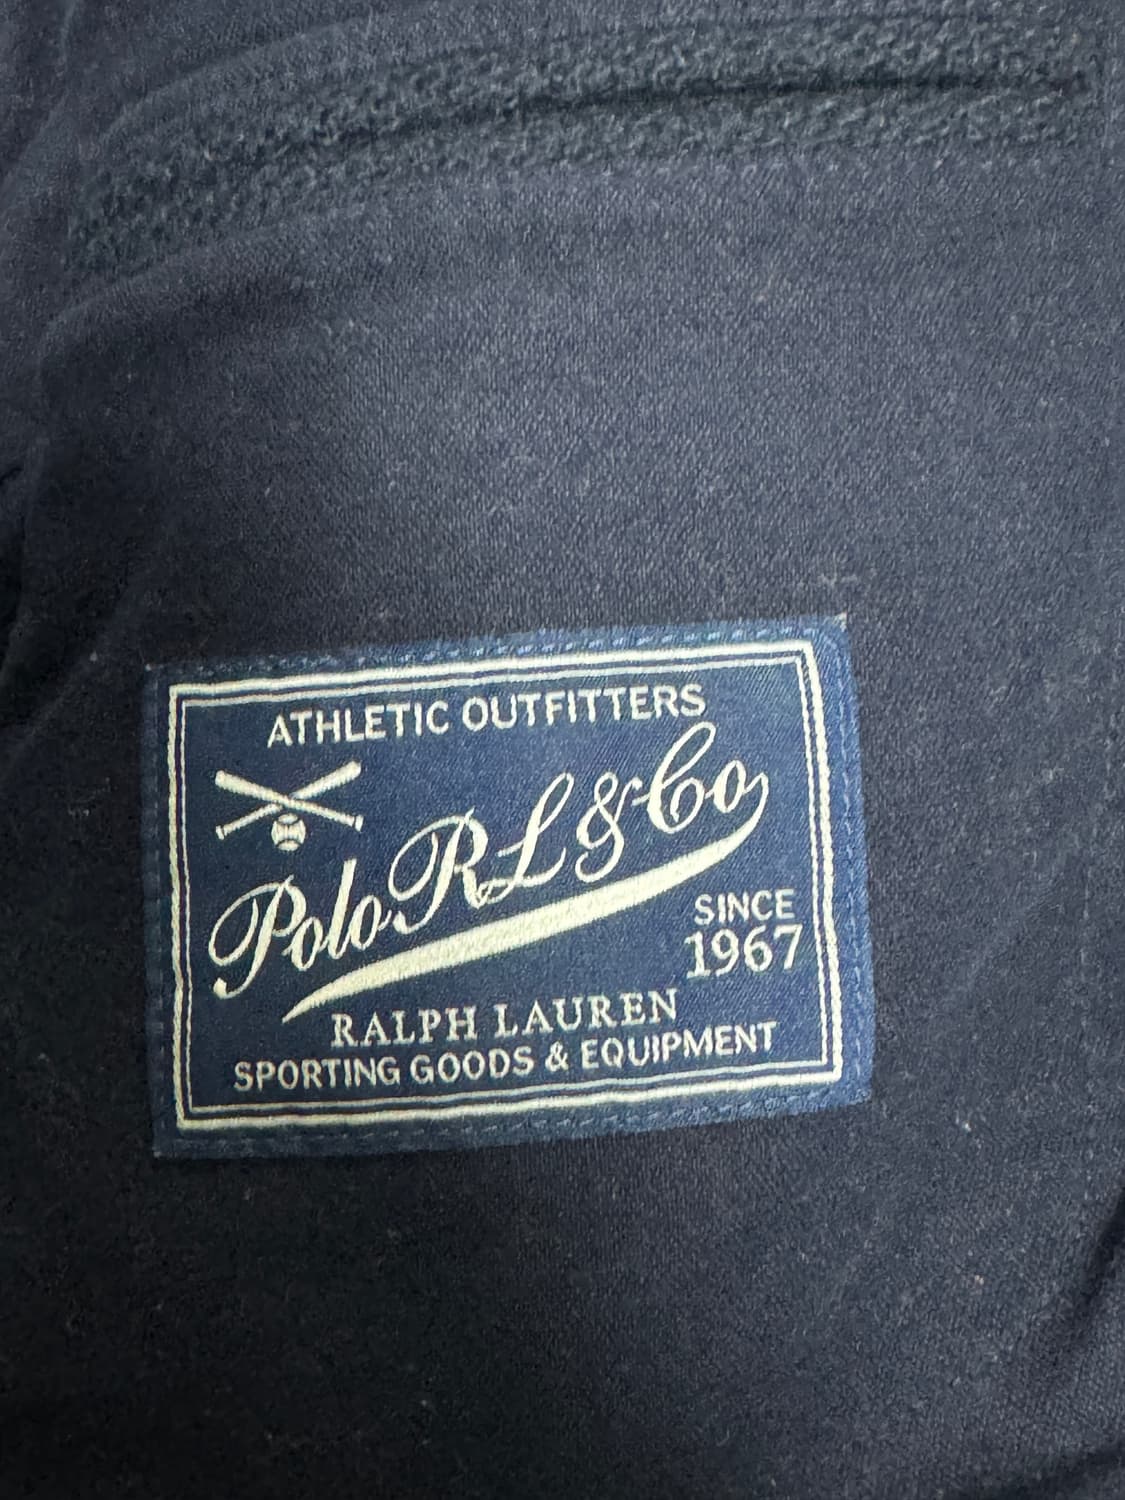 ATHLETIC OUTFITTERS
Polo RL & Co
SINCE
1967
RALPH LAUREN
SPORTING GOODS & EQUIPMENT